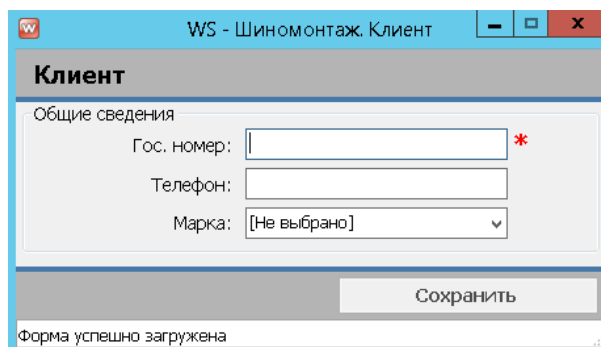 WS - Шиномонтаж. Клиент
Клиент
Общие сведения
Гос. номер: *
Телефон:
Марка: [Не выбрано]
Сохранить
Форма успешно загружена